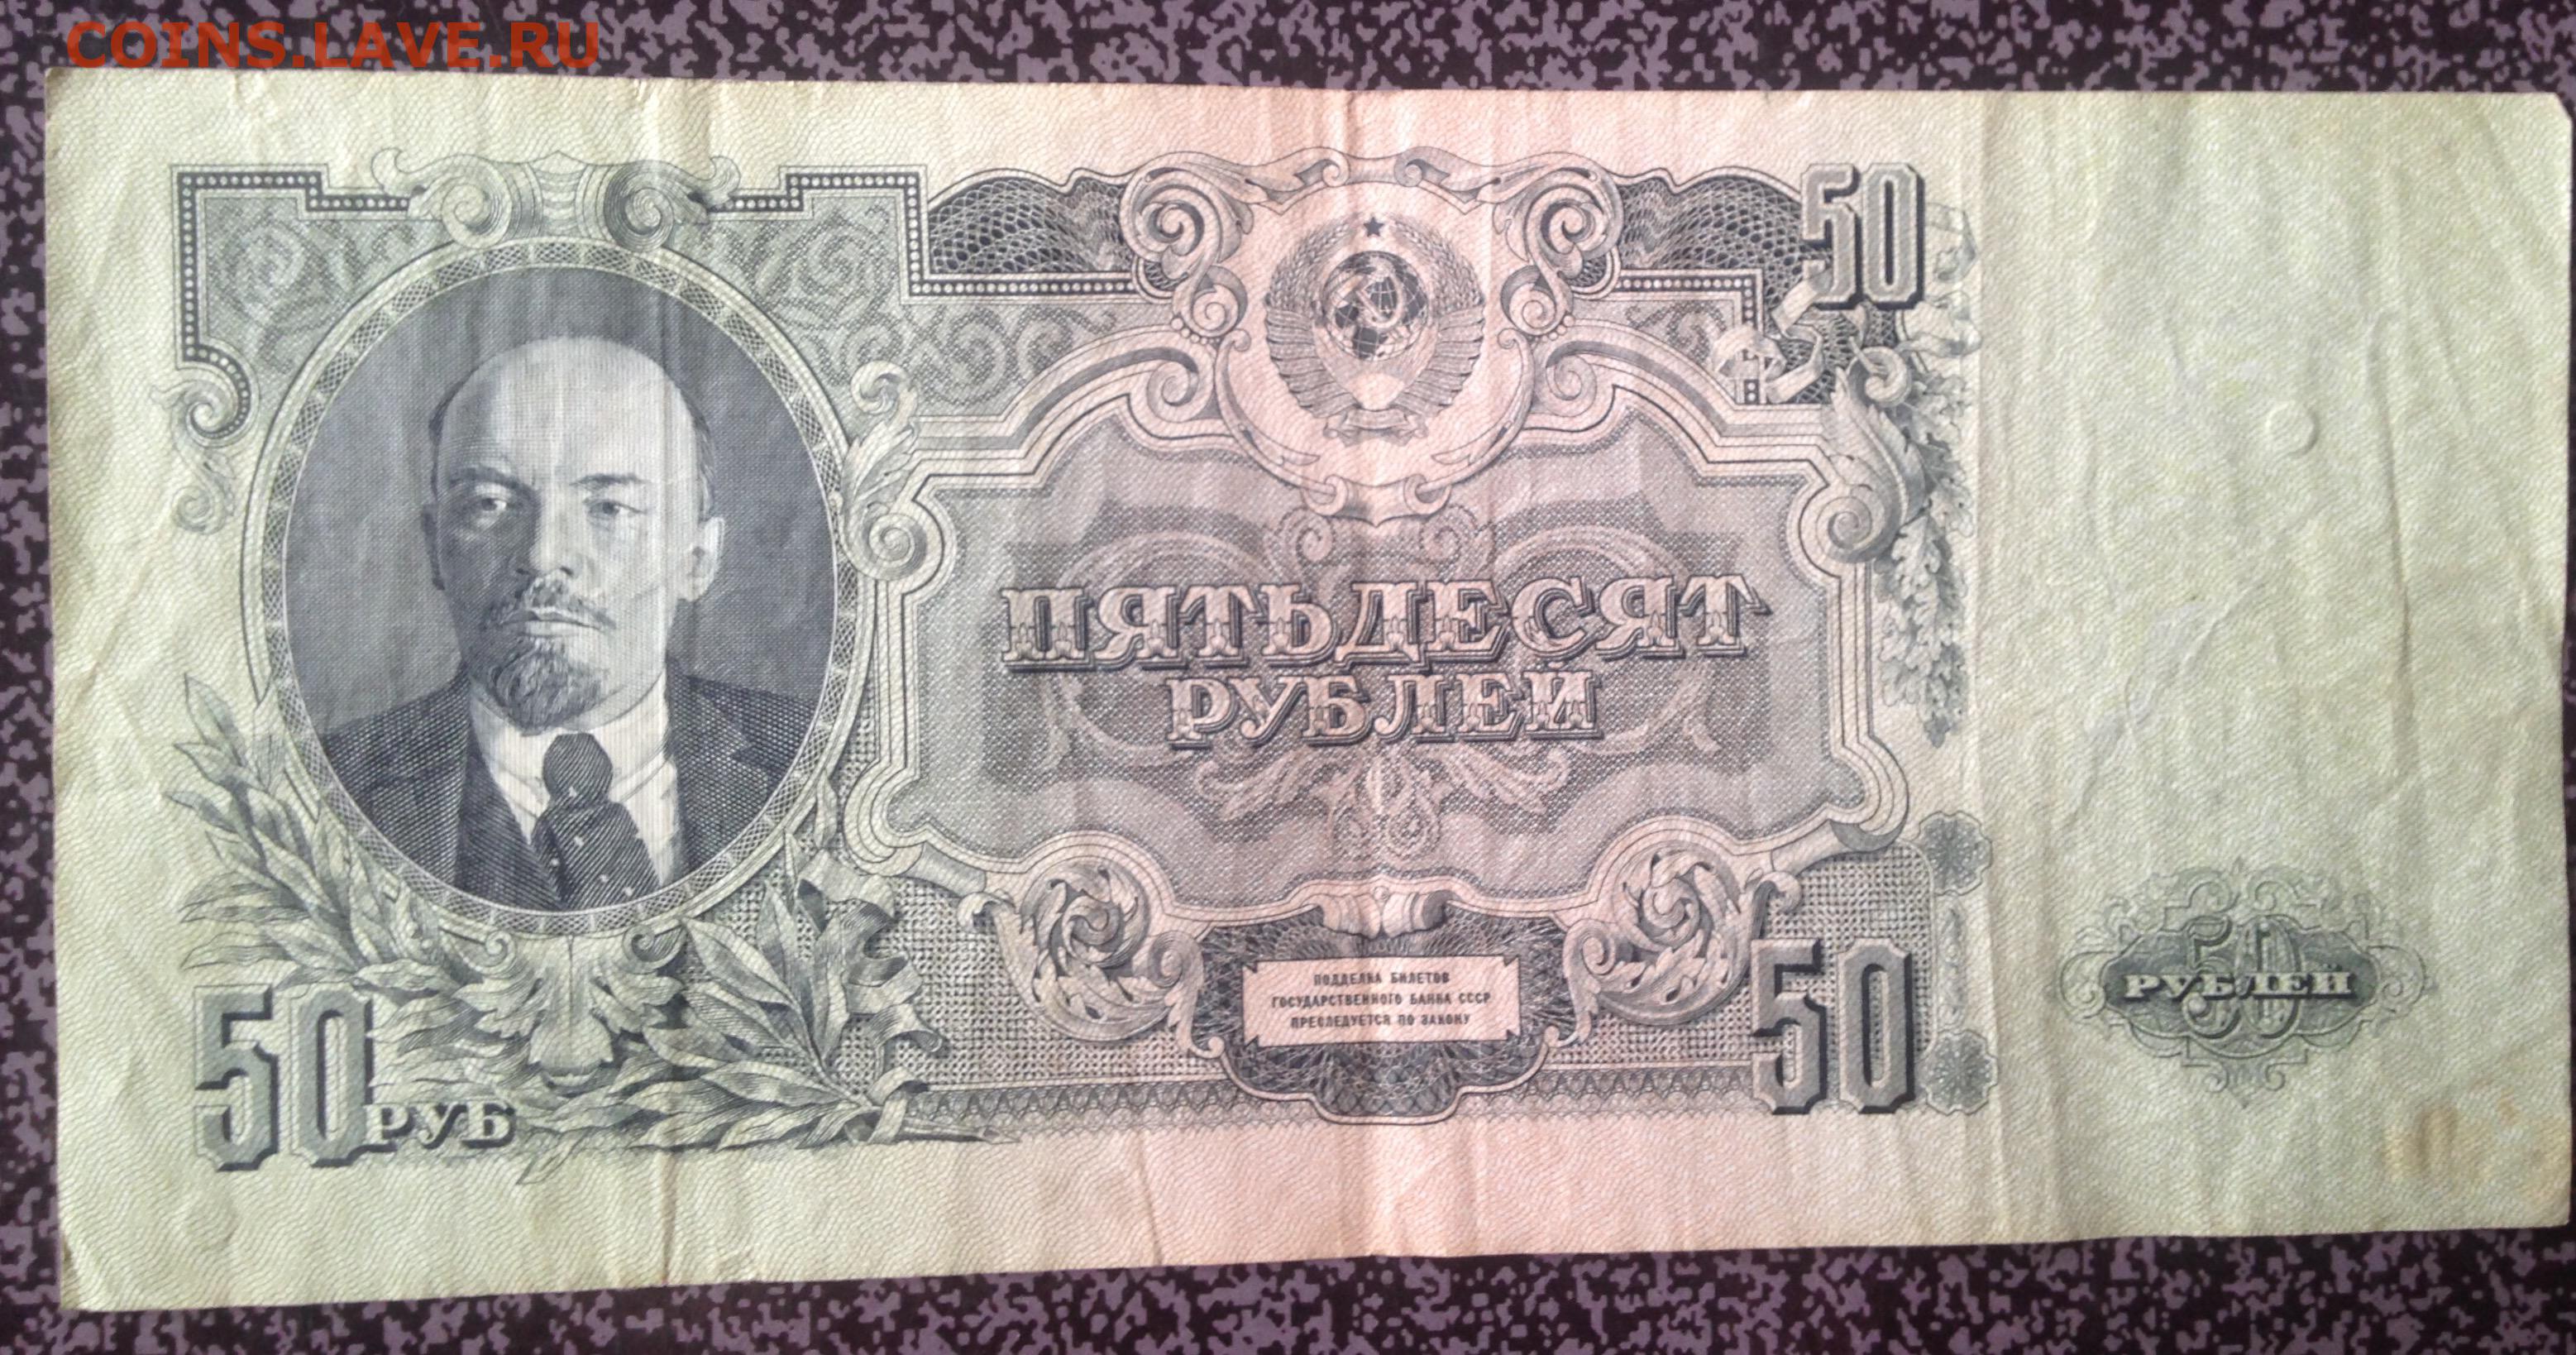 COINS.LAVE.RU
50
ПЯТЬДЕСЯТ
РУБЛЕЙ
ПОДДЕЛКА БИЛЕТОВ
ГОСУДАРСТВЕННОГО БАНКА СССР
ПРЕСЛЕДУЕТСЯ ПО ЗАКОНУ
50 РУБ
50
50
РУБЛЕЙ